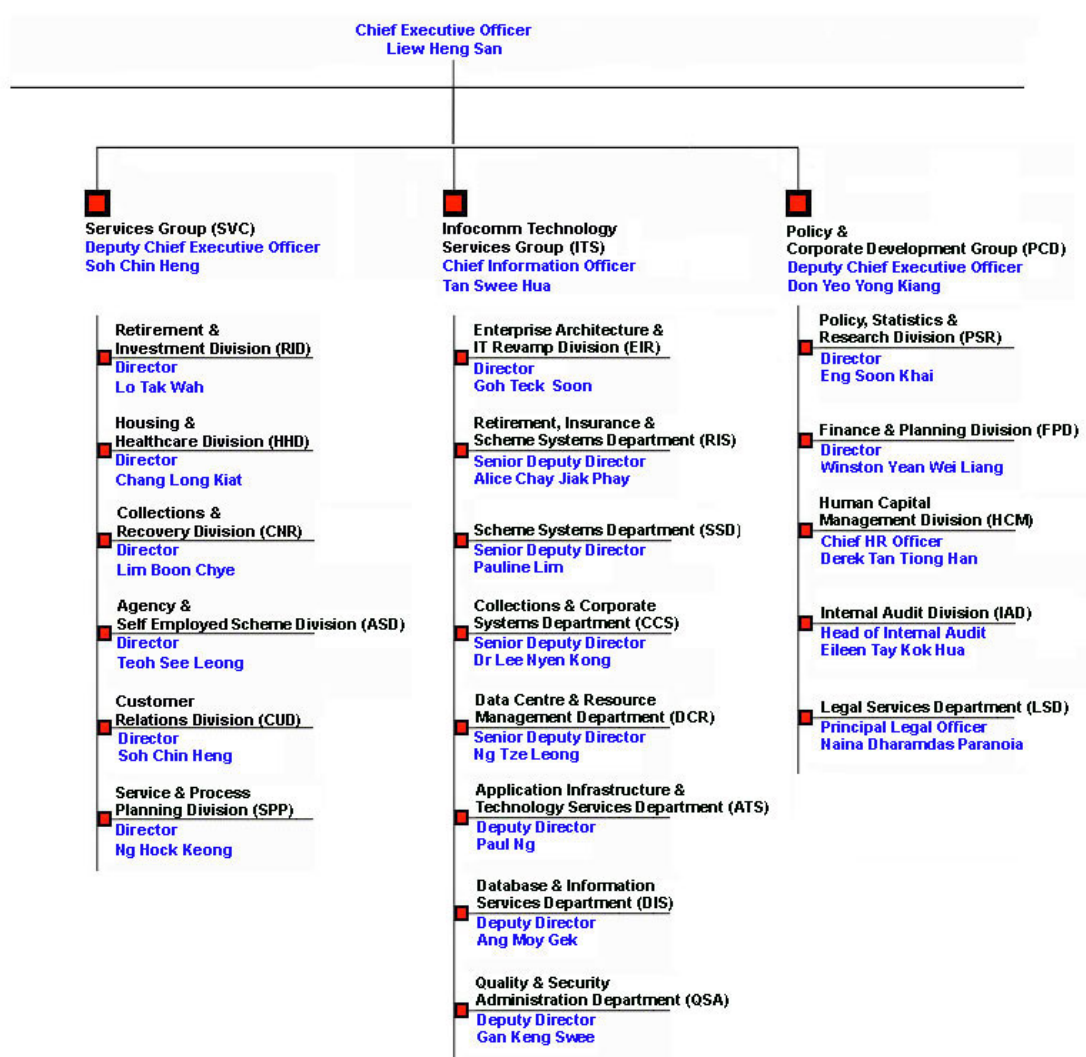 Chief Executive Officer
Liew Heng San
Services Group (SVC)
Deputy Chief Executive Officer
Soh Chin Heng
Retirement &
Investment Division (RID)
Director
Lo Tak Wah
Housing &
Healthcare Division (HHD)
Director
Chang Long Kiat
Collections &
Recovery Division (CNR)
Director
Lim Boon Chye
Agency &
Self Employed Scheme Division (ASD)
Director
Teoh See Leong
Customer
Relations Division (CUD)
Director
Soh Chin Heng
Service & Process
Planning Division (SPP)
Director
Ng Hock Keong
Infocomm Technology
Services Group (ITS)
Chief Information Officer
Tan Swee Hua
Enterprise Architecture &
IT Revamp Division (EIR)
Director
Goh Teck Soon
Retirement, Insurance &
Scheme Systems Department (RIS)
Senior Deputy Director
Alice Chay Jiak Phay
Scheme Systems Department (SSD)
Senior Deputy Director
Pauline Lim
Collections & Corporate
Systems Department (CCS)
Senior Deputy Director
Dr Lee Nyen Kong
Data Centre & Resource
Management Department (DCR)
Senior Deputy Director
Ng Tze Leong
Application Infrastructure &
Technology Services Department (ATS)
Deputy Director
Paul Ng
Database & Information
Services Department (DIS)
Deputy Director
Ang Moy Gek
Quality & Security
Administration Department (QSA)
Deputy Director
Gan Keng Swee
Policy &
Corporate Development Group (PCD)
Deputy Chief Executive Officer
Don Yeo Yong Kiang
Policy, Statistics &
Research Division (PSR)
Director
Eng Soon Khai
Finance & Planning Division (FPD)
Director
Winston Yean Wei Liang
Human Capital
Management Division (HCM)
Chief HR Officer
Derek Tan Tiong Han
Internal Audit Division (IAD)
Head of Internal Audit
Eileen Tay Kok Hua
Legal Services Department (LSD)
Principal Legal Officer
Naina Dharamdas Paranoia